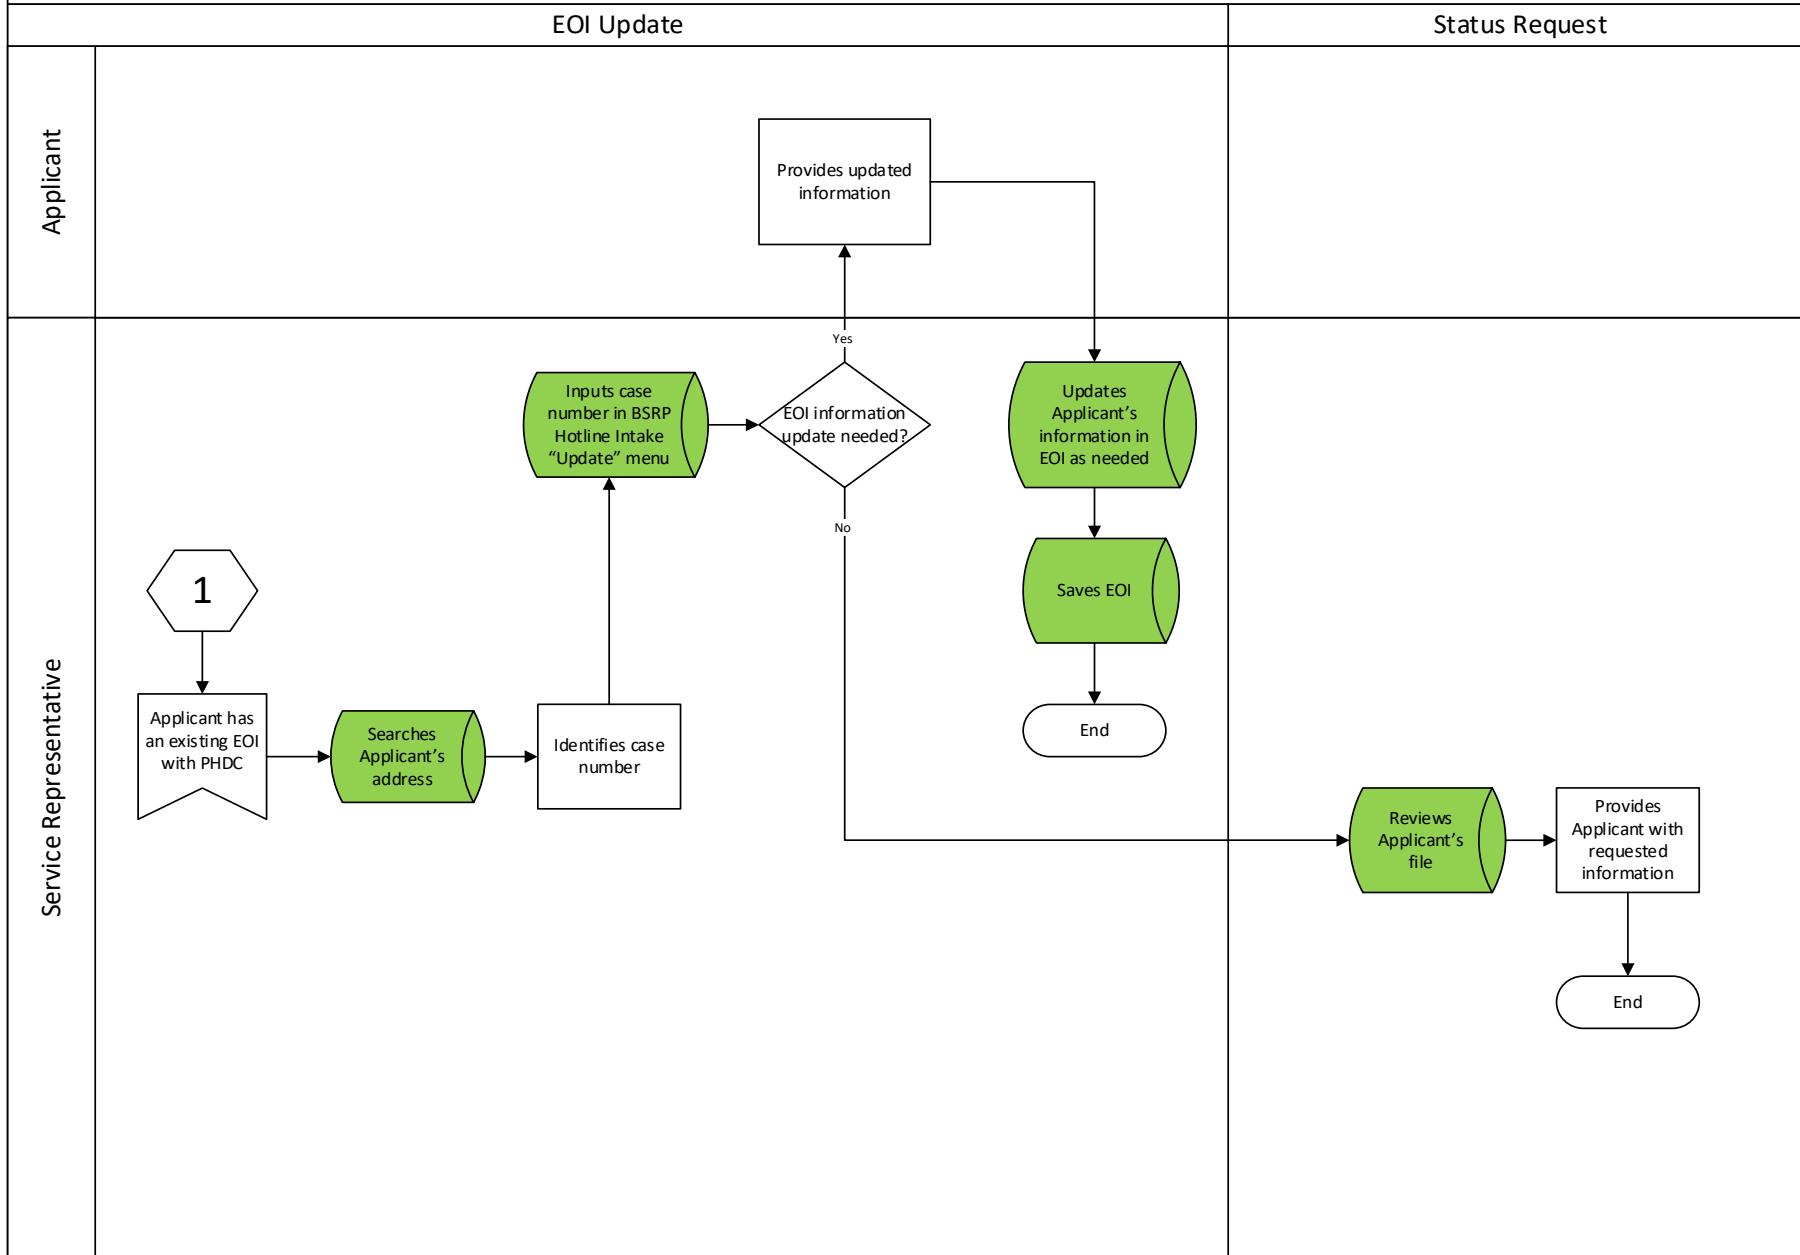 EOI Update
Status Request
Applicant
Provides updated
information
Service Representative
Yes
Inputs case
number in BSRP
Hotline Intake
“Update” menu
EOI information
update needed?
Updates
Applicant’s
information in
EOI as needed
No
1
Saves EOI
Applicant has
an existing EOI
with PHDC
Searches
Applicant’s
address
Identifies case
number
End
Reviews
Applicant’s
file
Provides
Applicant with
requested
information
End